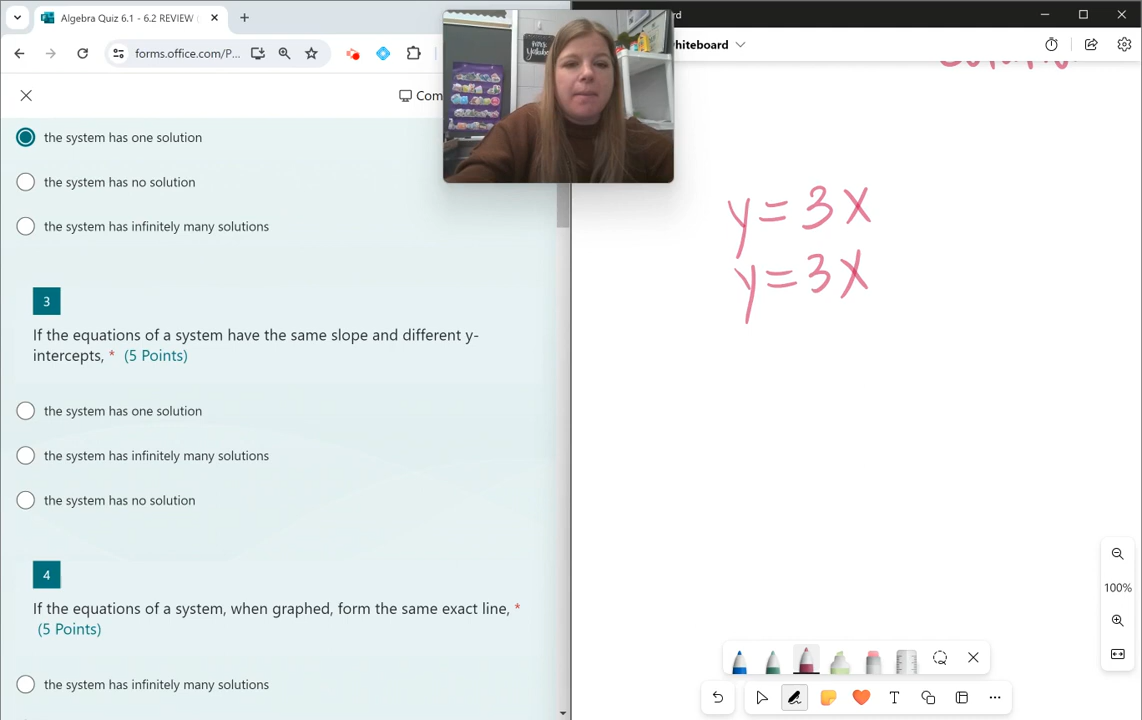 Algebra Quiz 6.1 - 6.2 REVIEW (
forms.office.com/P...
Com
the system has one solution
the system has no solution
the system has infinitely many solutions
3
If the equations of a system have the same slope and different y-
intercepts, * (5 Points)
the system has one solution
the system has infinitely many solutions
the system has no solution
4
If the equations of a system, when graphed, form the same exact line, *
(5 Points)
the system has infinitely many solutions
rd
hiteboard
y = 3x
y = 3x
100%
T